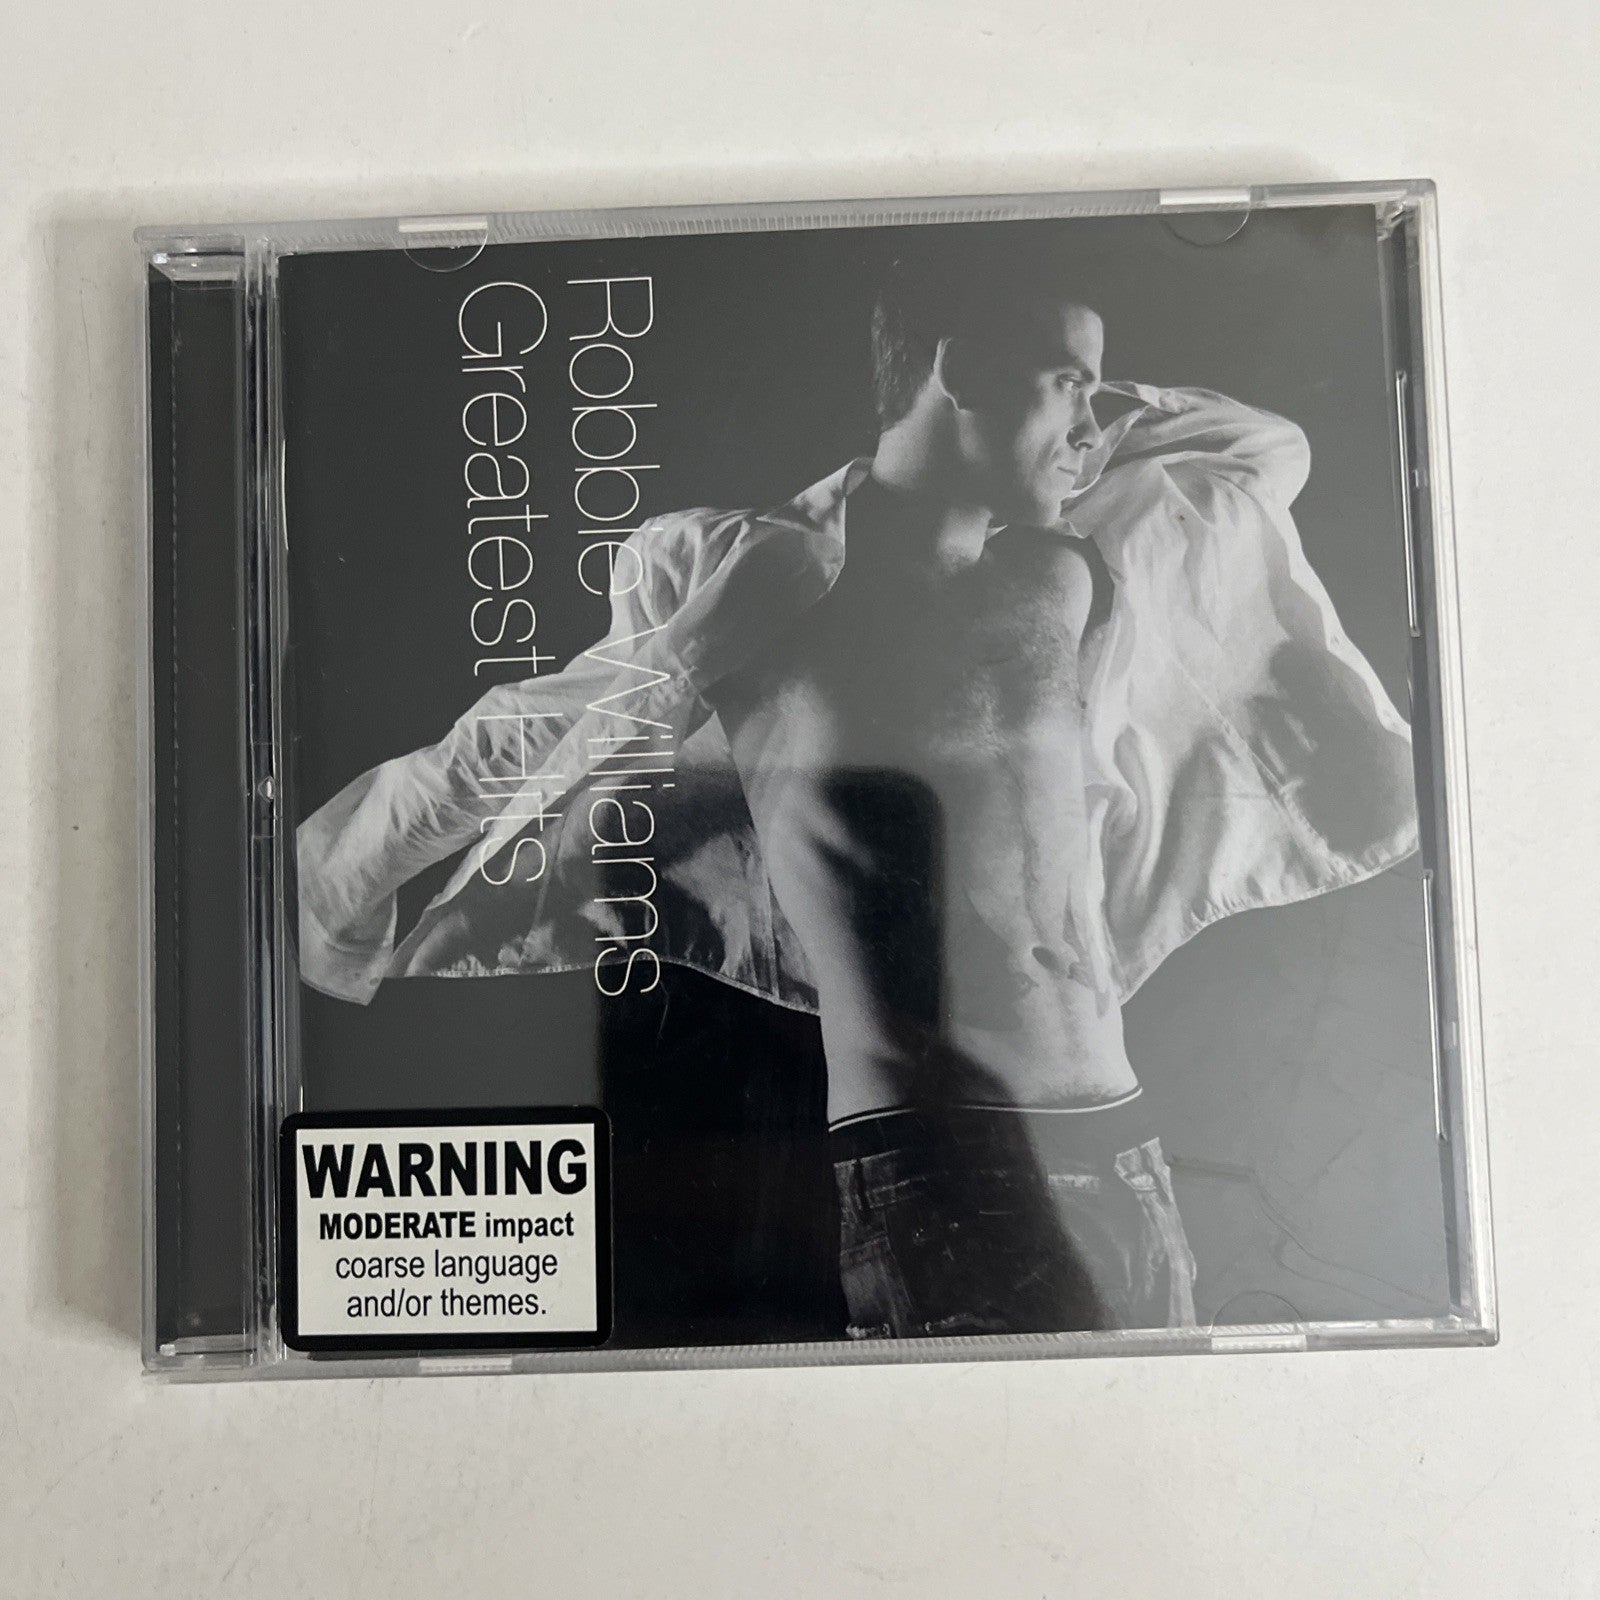 Robbie Williams
Greatest Hits
WARNING
MODERATE impact
coarse language
and/or themes.